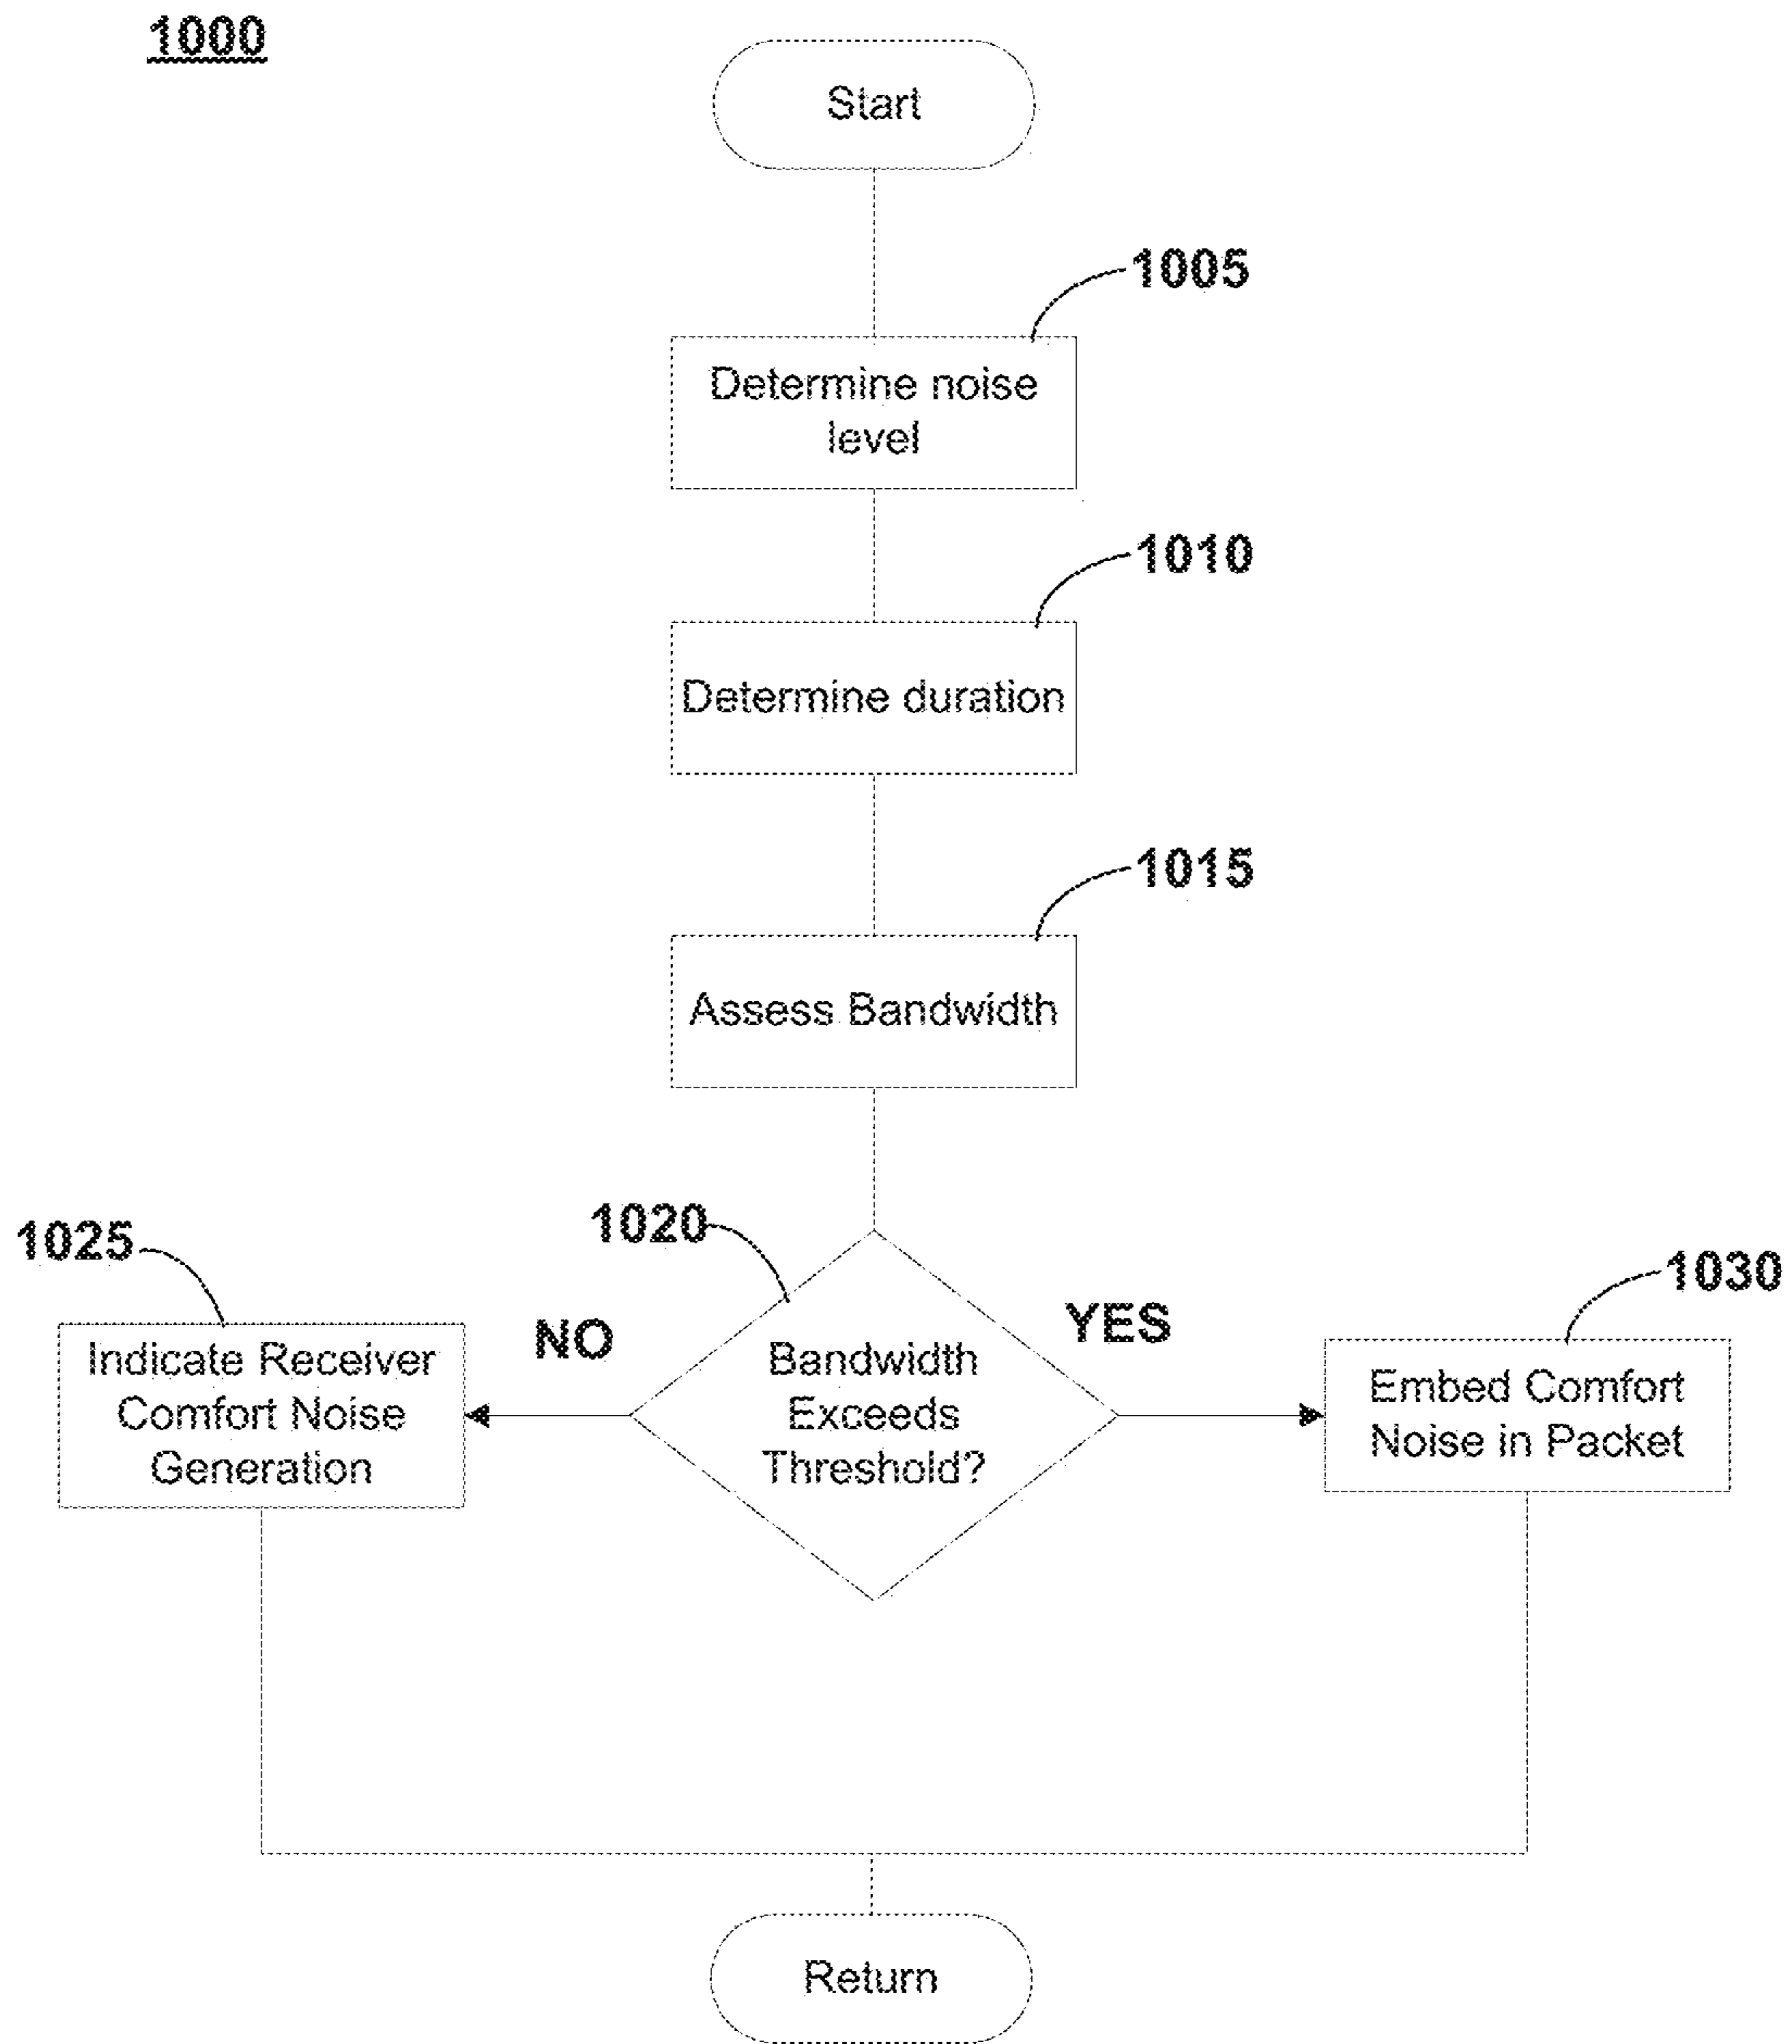 1000
Start
1005
Determine noise
level
1010
Determine duration
1015
Assess Bandwidth
1020
1025
1030
NO
YES
Indicate Receiver
Comfort Noise
Generation
Bandwidth
Exceeds
Threshold?
Embed Comfort
Noise in Packet
Return